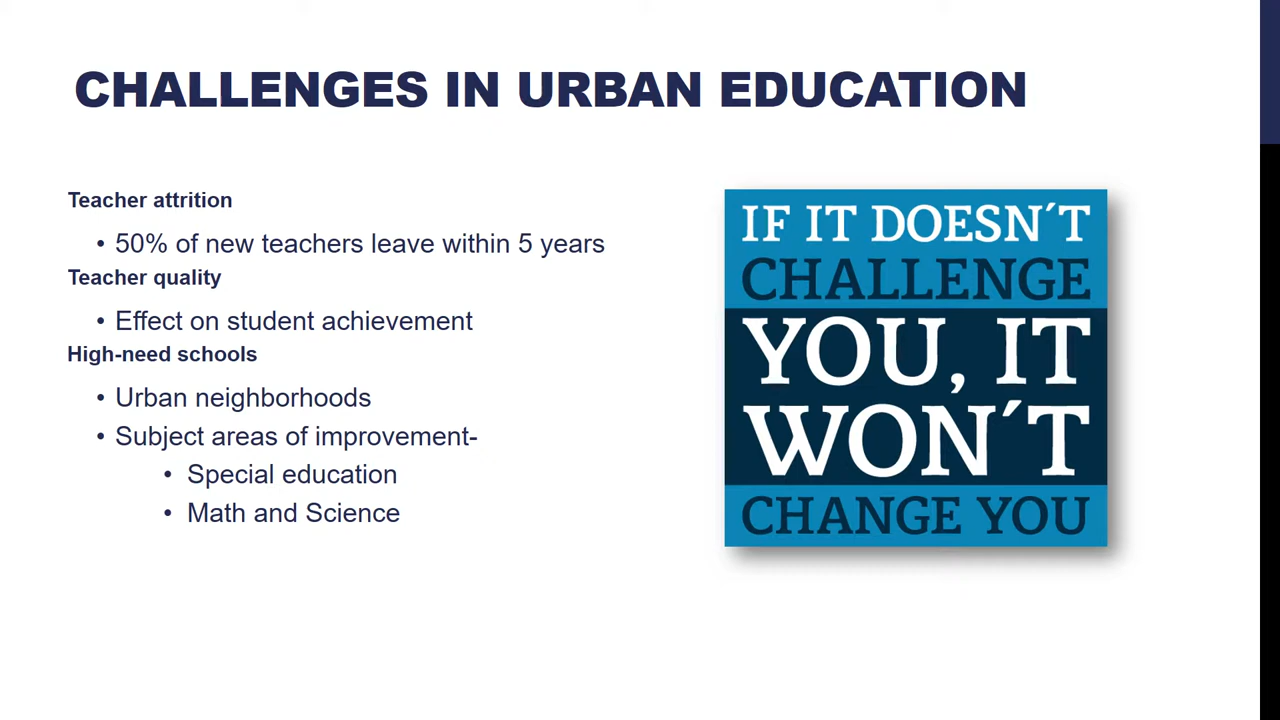 CHALLENGES IN URBAN EDUCATION
Teacher attrition
• 50% of new teachers leave within 5 years
Teacher quality
• Effect on student achievement
High-need schools
• Urban neighborhoods
• Subject areas of improvement-
• Special education
• Math and Science
IF IT DOESN´T
CHALLENGE
YOU, IT
WON´T
CHANGE YOU